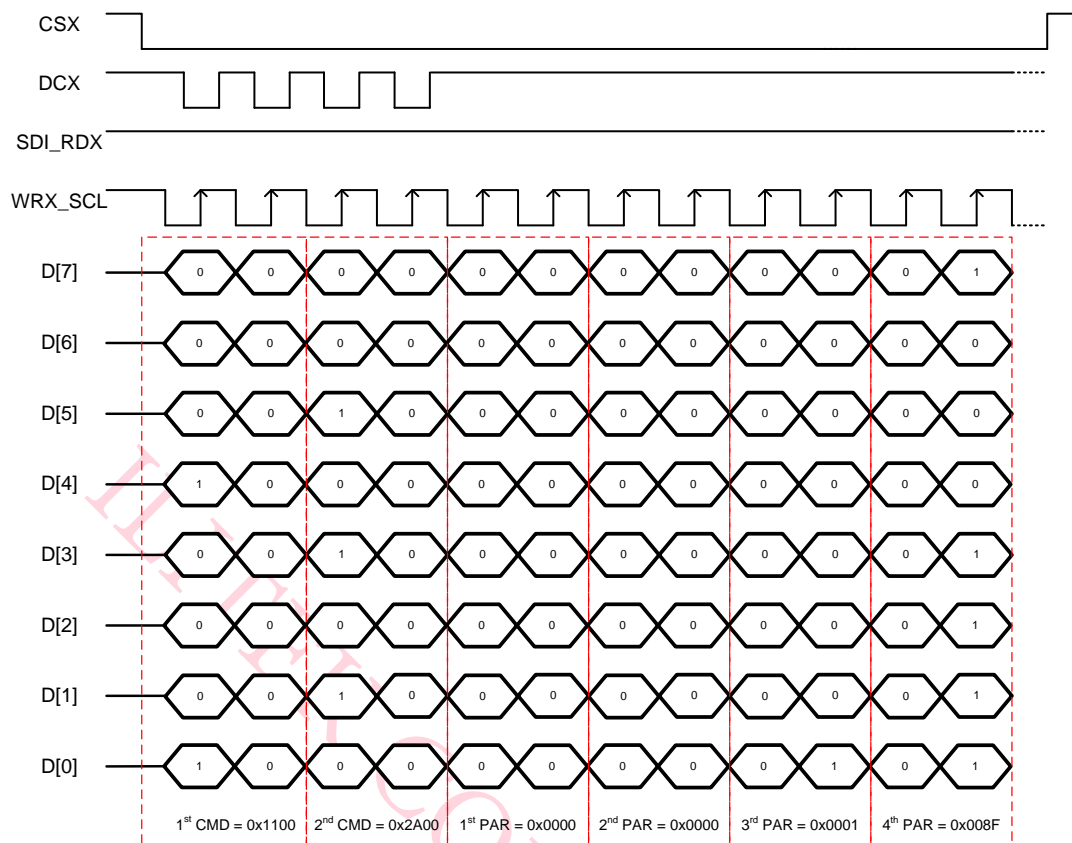 CSX
DCX
SDI_RDX
WRX_SCL
D[7] 0 0 0 0 0 0 0 0 0 0 0 1
D[6] 0 0 0 0 0 0 0 0 0 0 0 0
D[5] 0 0 1 0 0 0 0 0 0 0 0 0
D[4] 1 0 0 0 0 0 0 0 0 0 0 0
D[3] 0 0 1 0 0 0 0 0 0 0 0 1
D[2] 0 0 0 0 0 0 0 0 0 0 0 1
D[1] 0 0 1 0 0 0 0 0 0 0 0 1
D[0] 1 0 0 0 0 0 0 0 0 1 0 1
1st CMD = 0x1100 2nd CMD = 0x2A00 1st PAR = 0x0000 2nd PAR = 0x0000 3rd PAR = 0x0001 4th PAR = 0x008F